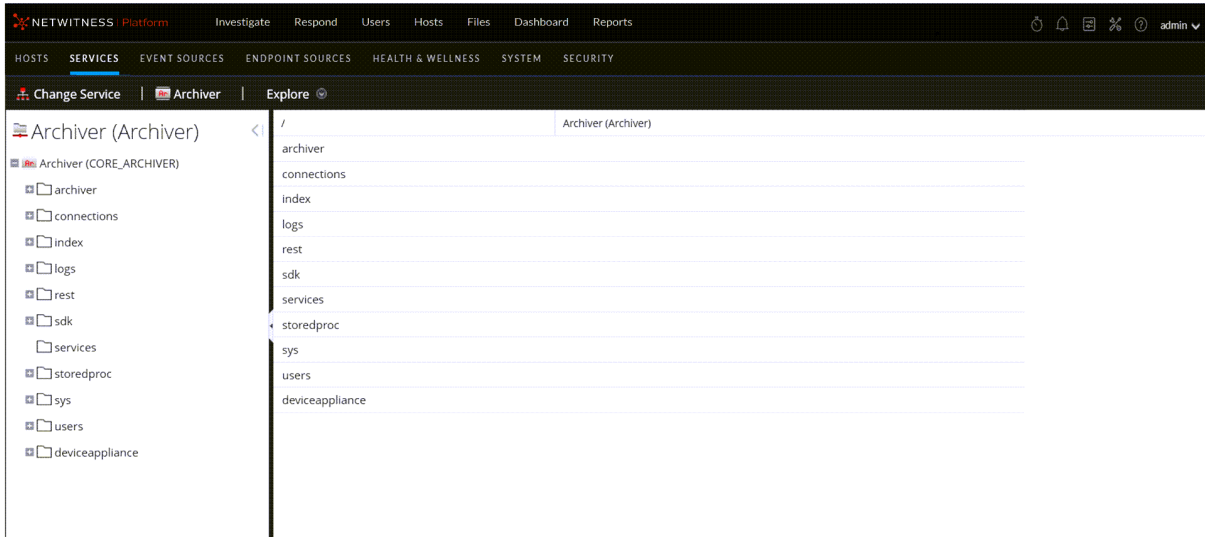 NETWITNESS Platform Investigate Respond Users Hosts Files Dashboard Reports admin
HOSTS SERVICES EVENT SOURCES ENDPOINT SOURCES HEALTH & WELLNESS SYSTEM SECURITY
Change Service | Archiver | Explore
Archiver (Archiver)
Archiver (CORE_ARCHIVER)
archiver
connections
index
logs
rest
sdk
services
storedproc
sys
users
deviceappliance
/ Archiver (Archiver)
archiver
connections
index
logs
rest
sdk
services
storedproc
sys
users
deviceappliance